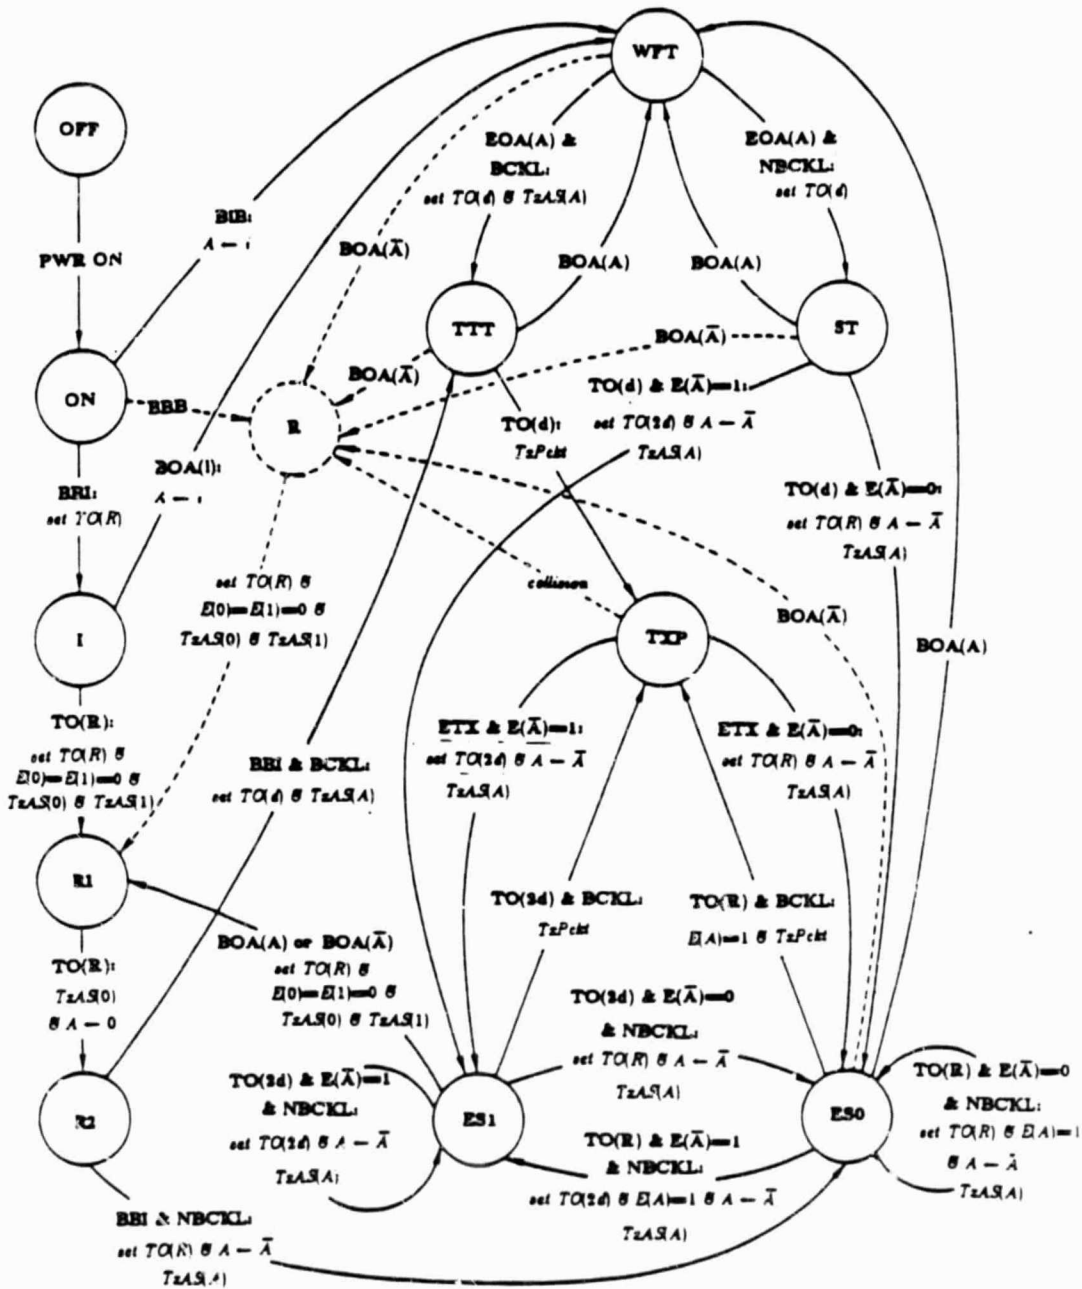 WFT
OFF
EOA(A) &
BCKL:
set TO(d) & TxAS(A)
EOA(A) &
NBCKL:
set TO(d)
BIB:
A ← i
PWR ON
BOA(A̅)
BOA(A)
BOA(A)
TTT
ST
BOA(A̅)
ON
BBB
R
BOA(A̅)
TO(d) & E(A̅)=1:
set TO(2d) & A ← A̅
TxAS(A)
TO(d):
TxPckt
BOA(i):
A ← i
BRI:
set TO(R)
TO(d) & E(A̅)=0:
set TO(R) & A ← A̅
TxAS(A)
set TO(R) &
E(0)=E(1)=0 &
TxAS(0) & TxAS(1)
collision
I
TXP
BOA(A̅)
BOA(A)
TO(R):
set TO(R) &
E(0)=E(1)=0 &
TxAS(0) & TxAS(1)
BBI & BCKL:
set TO(d) & TxAS(A)
ETX & E(A̅)=1:
set TO(2d) & A ← A̅
TxAS(A)
ETX & E(A̅)=0:
set TO(R) & A ← A̅
TxAS(A)
R1
TO(2d) & BCKL:
TxPckt
TO(R) & BCKL:
E(A)=1 & TxPckt
BOA(A) or BOA(A̅)
set TO(R) &
E(0)=E(1)=0 &
TxAS(0) & TxAS(1)
TO(R):
TxAS(0)
& A ← 0
TO(2d) & E(A̅)=0
& NBCKL:
set TO(R) & A ← A̅
TxAS(A)
TO(2d) & E(A̅)=1
& NBCKL:
set TO(2d) & A ← A̅
TxAS(A)
R2
ES1
ES0
TO(R) & E(A̅)=0
& NBCKL:
set TO(R) & E(A)=1
& A ← A̅
TxAS(A)
TO(R) & E(A̅)=1
& NBCKL:
set TO(2d) & E(A)=1 & A ← A̅
TxAS(A)
BBI & NBCKL:
set TO(R) & A ← A̅
TxAS(A)